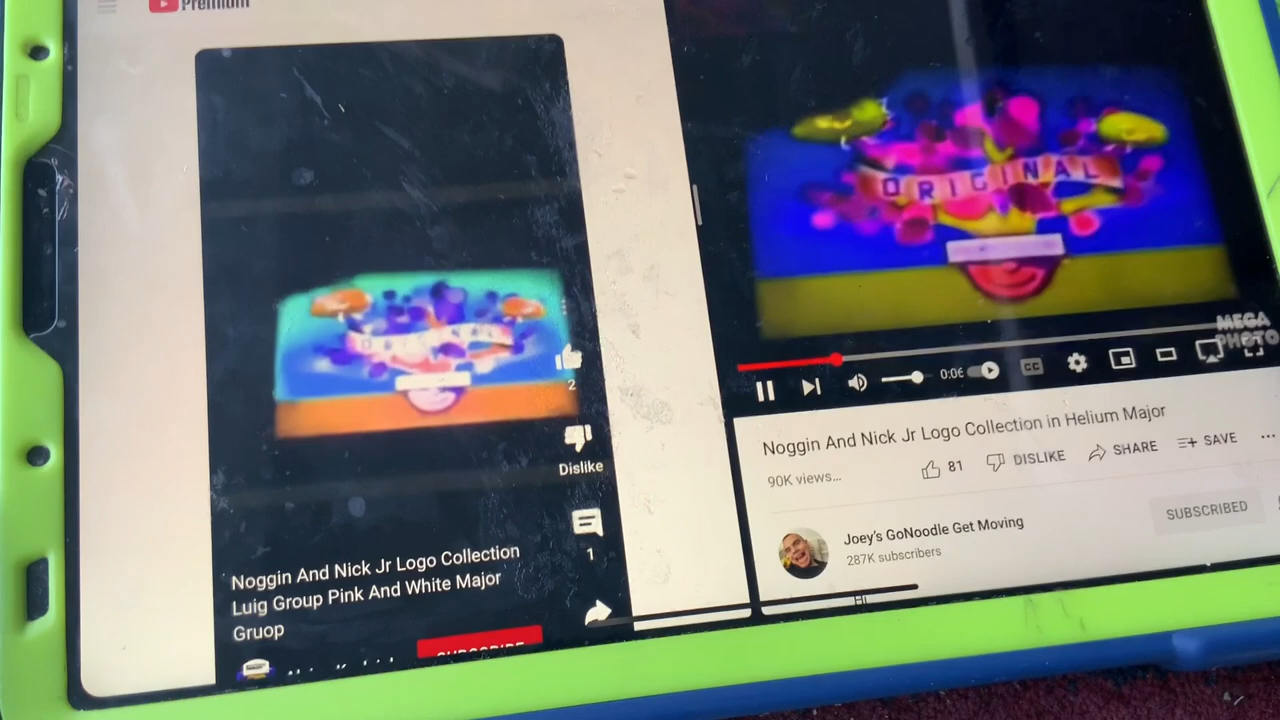 Premium
ORIGINAL
MEGA
PHOTO
0:06
CC
2
Dislike
1
Noggin And Nick Jr Logo Collection
Luig Group Pink And White Major
Gruop
SUBSCRIBE
Noggin And Nick Jr Logo Collection in Helium Major
90K views...
81
DISLIKE
SHARE
SAVE
...
Joey's GoNoodle Get Moving
287K subscribers
SUBSCRIBED